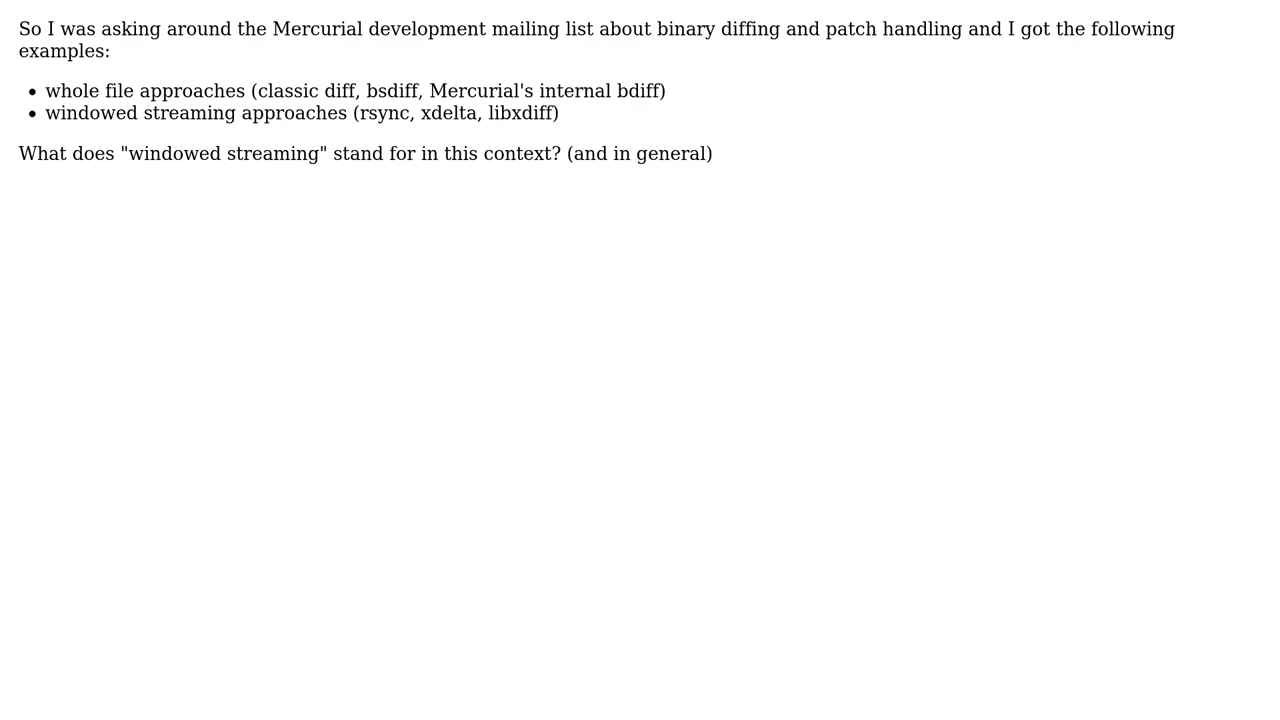 So I was asking around the Mercurial development mailing list about binary diffing and patch handling and I got the following
examples:
• whole file approaches (classic diff, bsdiff, Mercurial's internal bdiff)
• windowed streaming approaches (rsync, xdelta, libxdiff)
What does "windowed streaming" stand for in this context? (and in general)